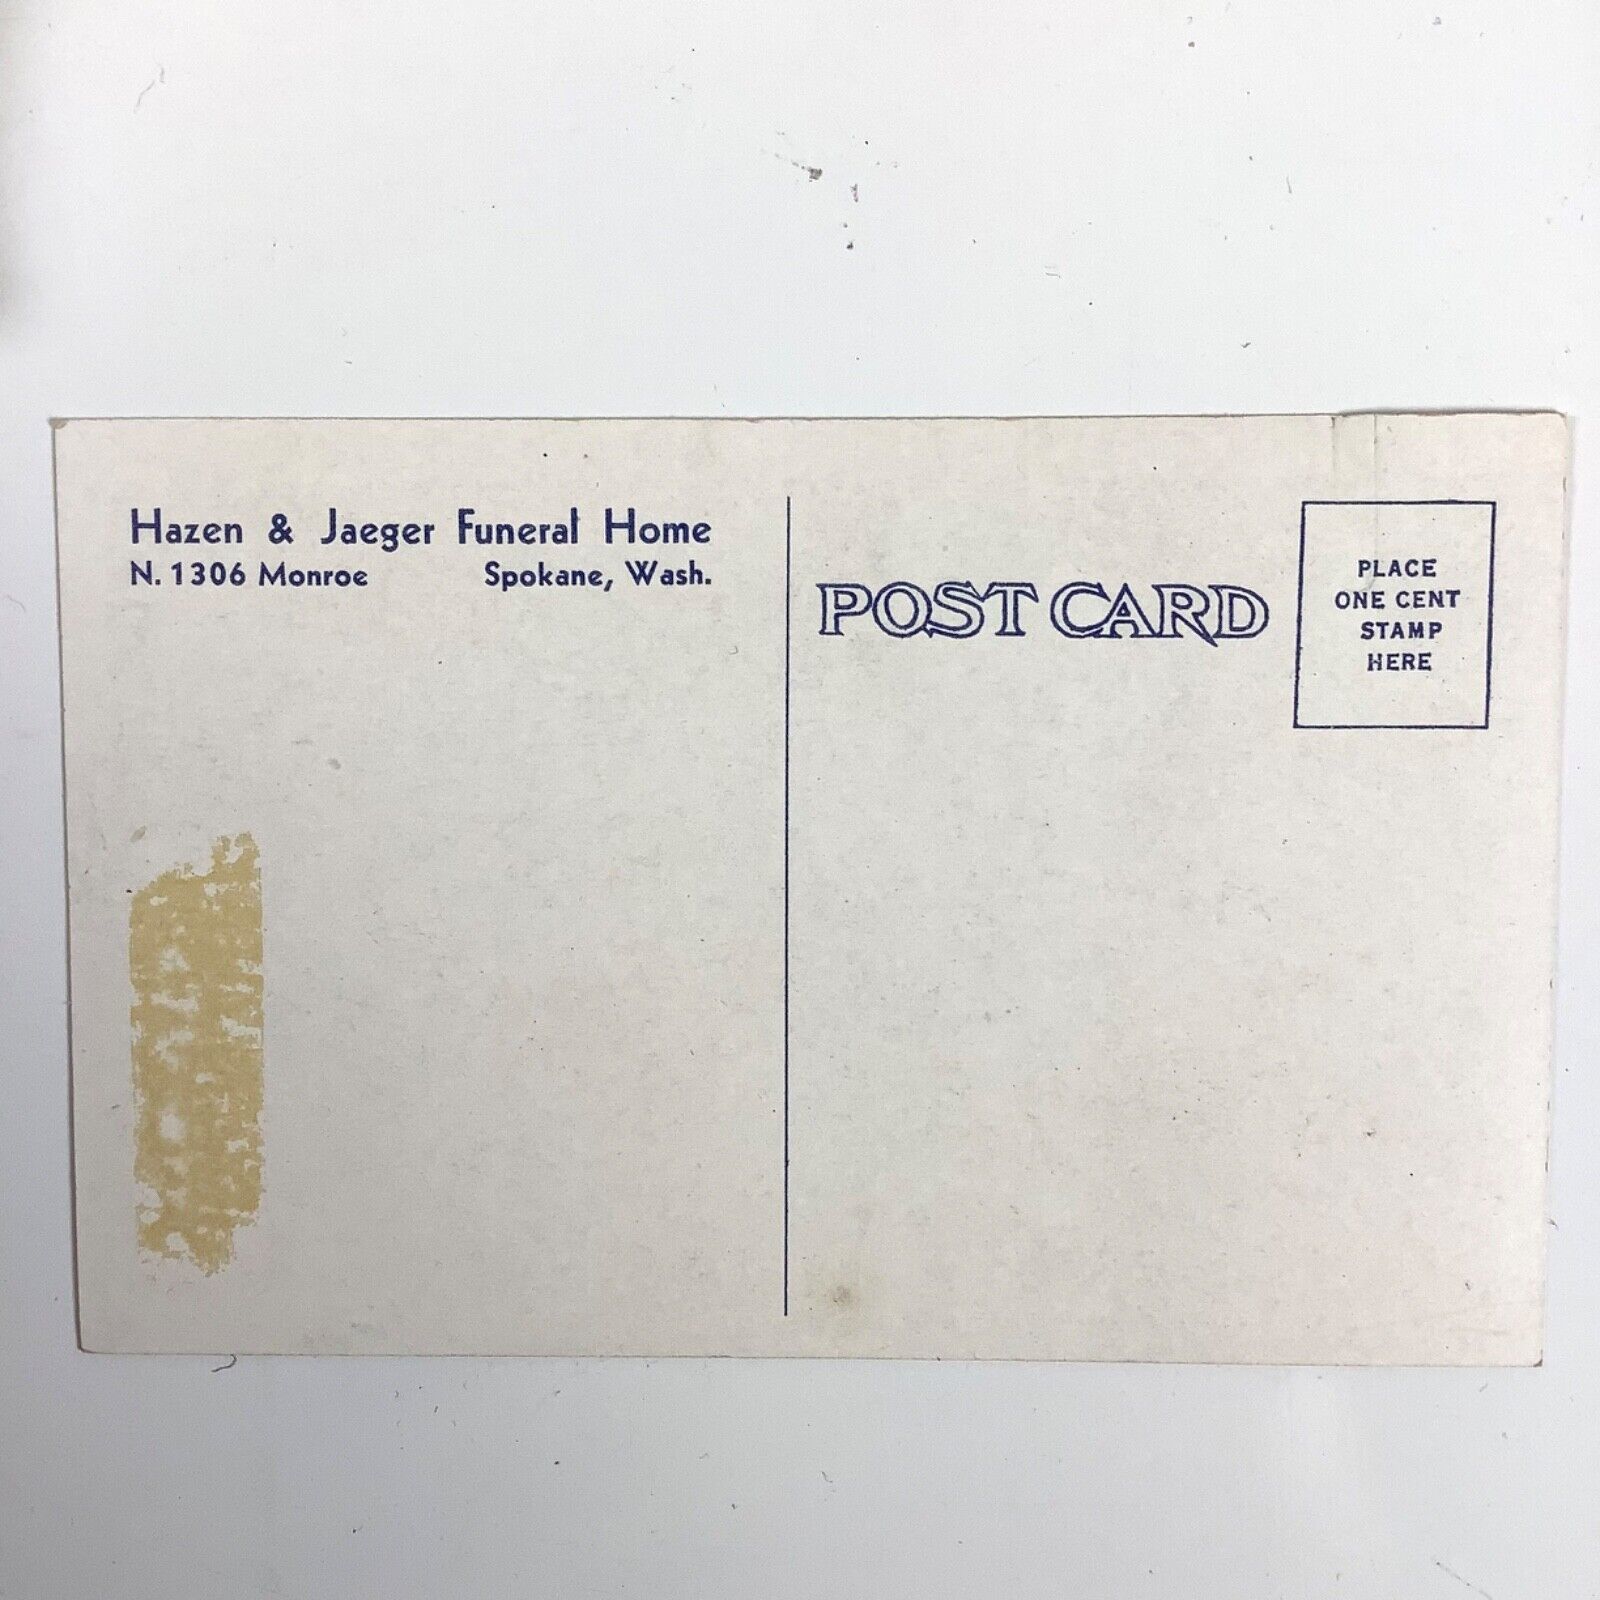 Hazen & Jaeger Funeral Home
N. 1306 Monroe Spokane, Wash.
POST CARD
PLACE
ONE CENT
STAMP
HERE